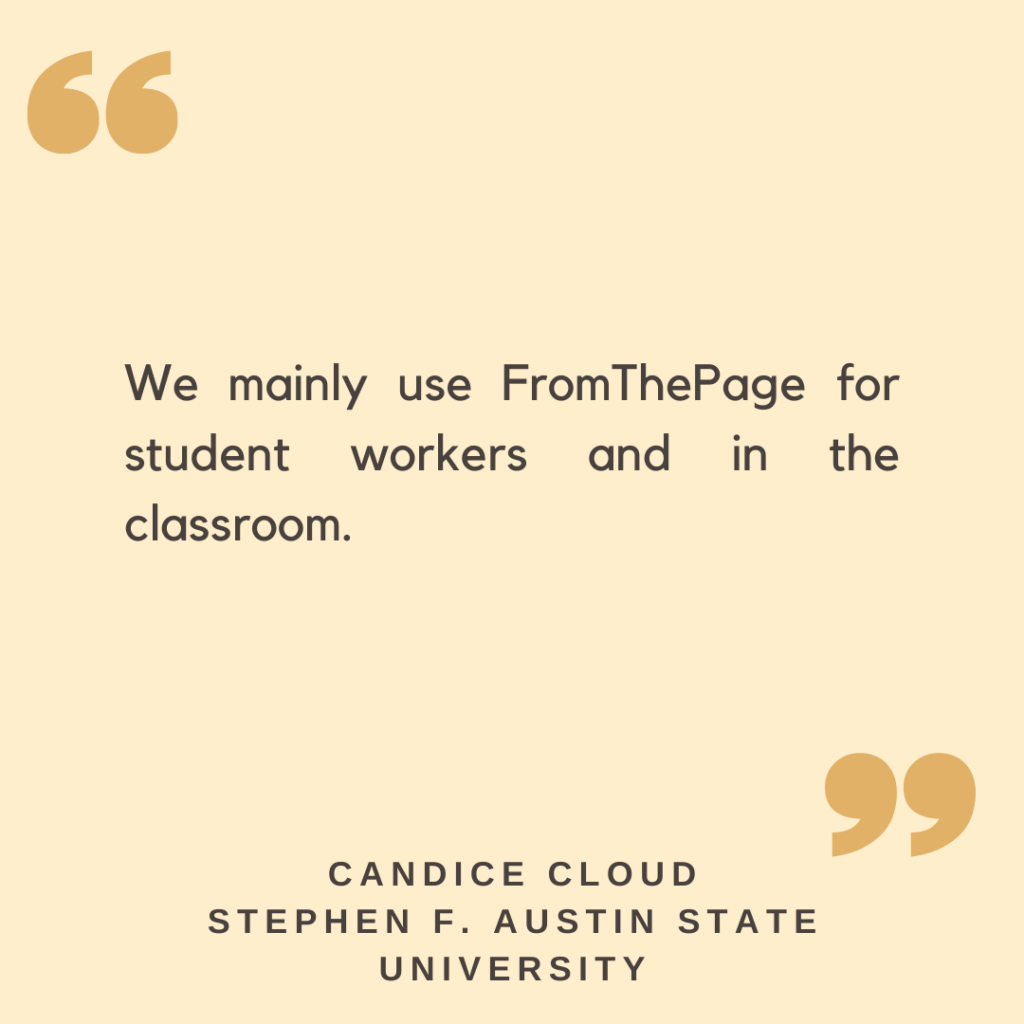 “
We mainly use FromThePage for
student workers and in the
classroom.
”
CANDICE CLOUD
STEPHEN F. AUSTIN STATE
UNIVERSITY